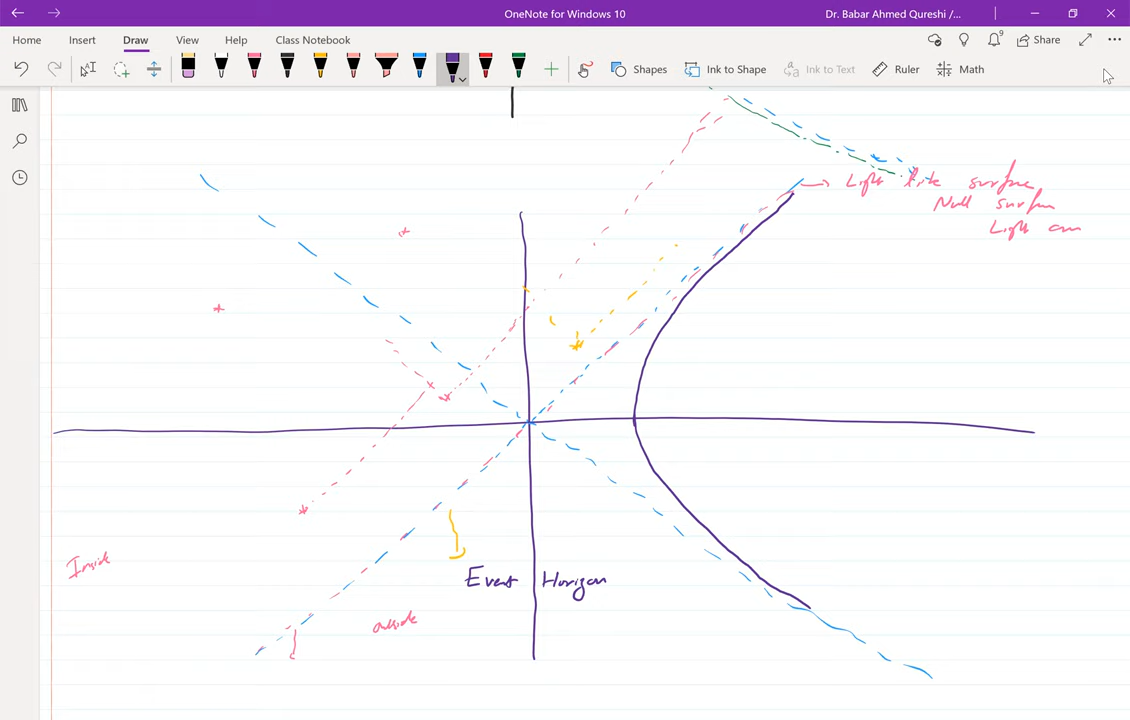 OneNote for Windows 10
Dr. Babar Ahmed Qureshi /...
Home Insert Draw View Help Class Notebook
9 Share
Shapes Ink to Shape Ink to Text Ruler Math
Light like surface
Null surface
Light cone
Event Horizon
Inside
outside